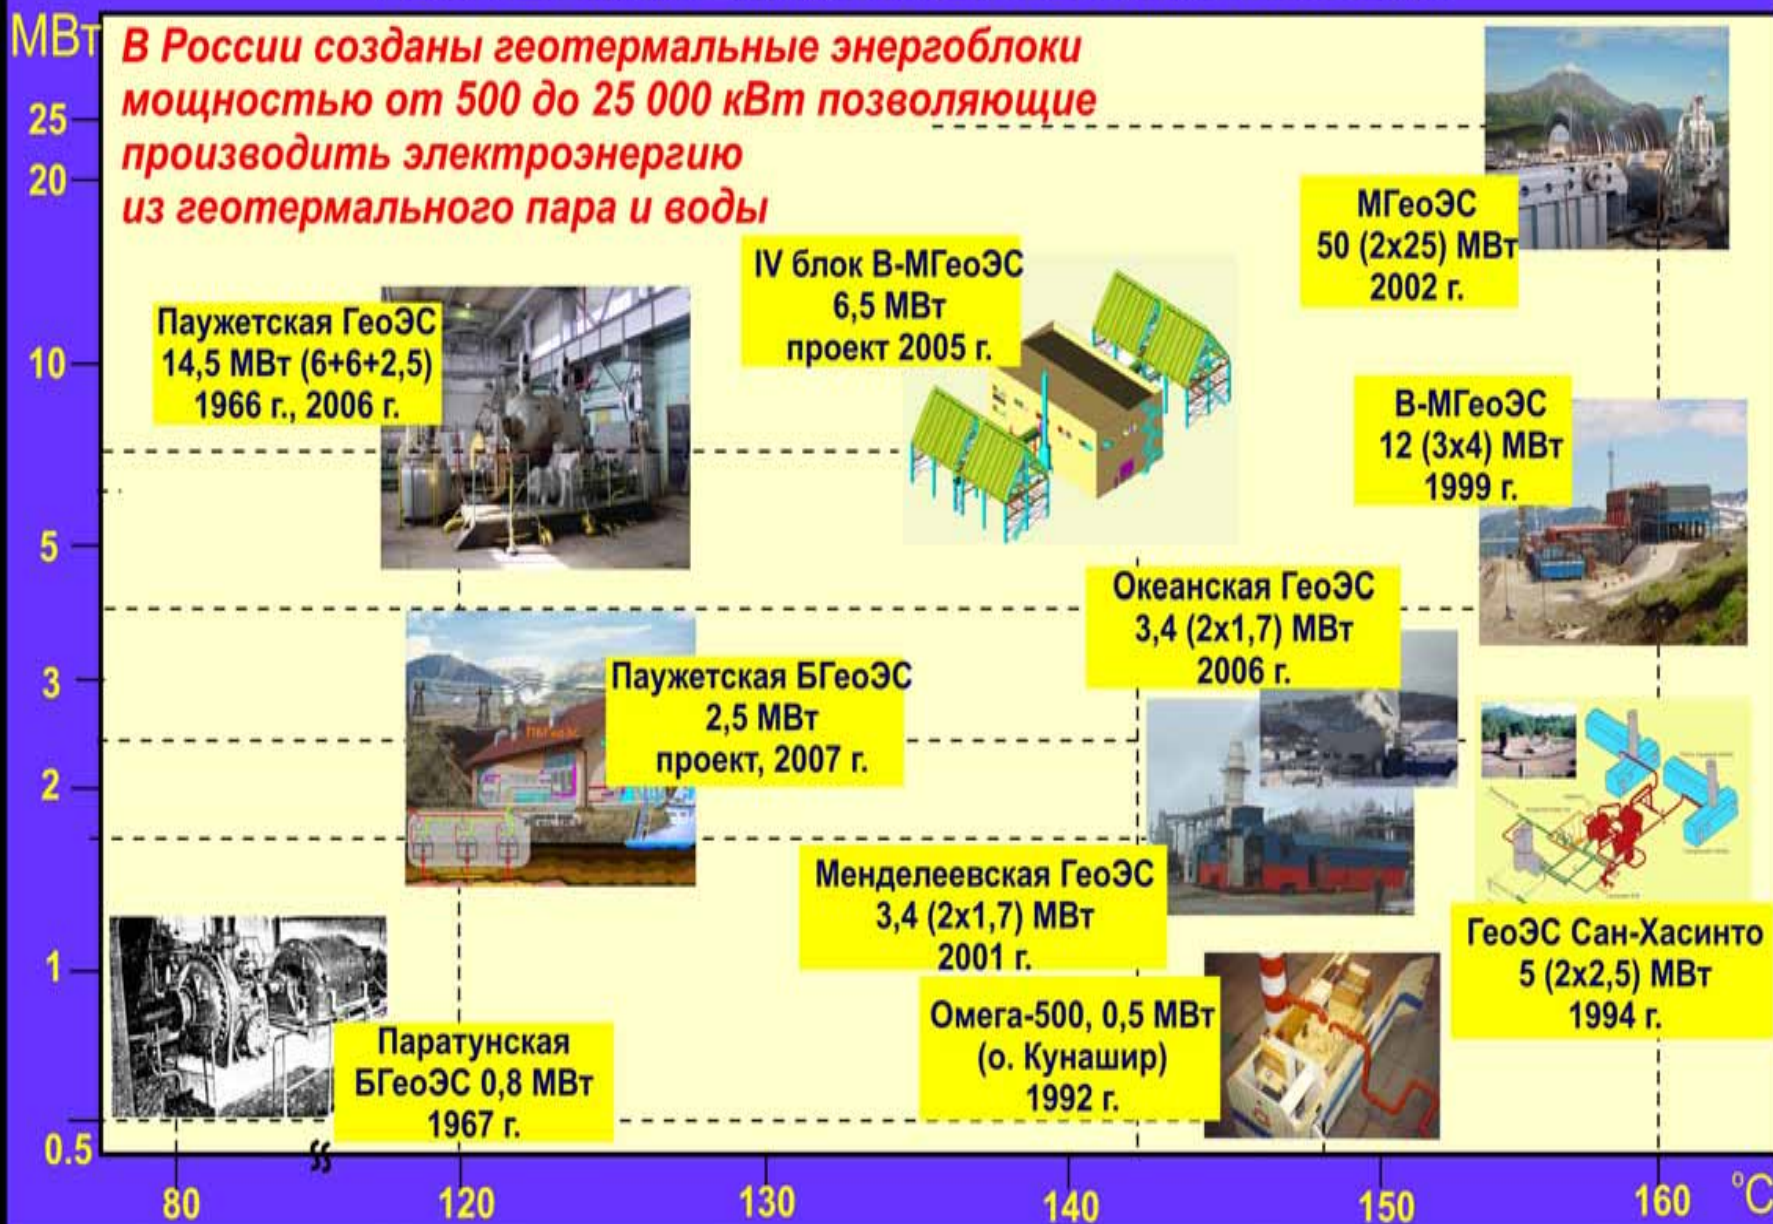 МВт
В России созданы геотермальные энергоблоки
мощностью от 500 до 25 000 кВт позволяющие
производить электроэнергию
из геотермального пара и воды
25
20
10
5
3
2
1
0.5
МГеоЭС
50 (2х25) МВт
2002 г.
IV блок В-МГеоЭС
6,5 МВт
проект 2005 г.
Паужетская ГеоЭС
14,5 МВт (6+6+2,5)
1966 г., 2006 г.
В-МГеоЭС
12 (3х4) МВт
1999 г.
Океанская ГеоЭС
3,4 (2х1,7) МВт
2006 г.
Паужетская БГеоЭС
2,5 МВт
проект, 2007 г.
Менделеевская ГеоЭС
3,4 (2х1,7) МВт
2001 г.
ГеоЭС Сан-Хасинто
5 (2х2,5) МВт
1994 г.
Омега-500, 0,5 МВт
(о. Кунашир)
1992 г.
Паратунская
БГеоЭС 0,8 МВт
1967 г.
80
120
130
140
150
160
°C